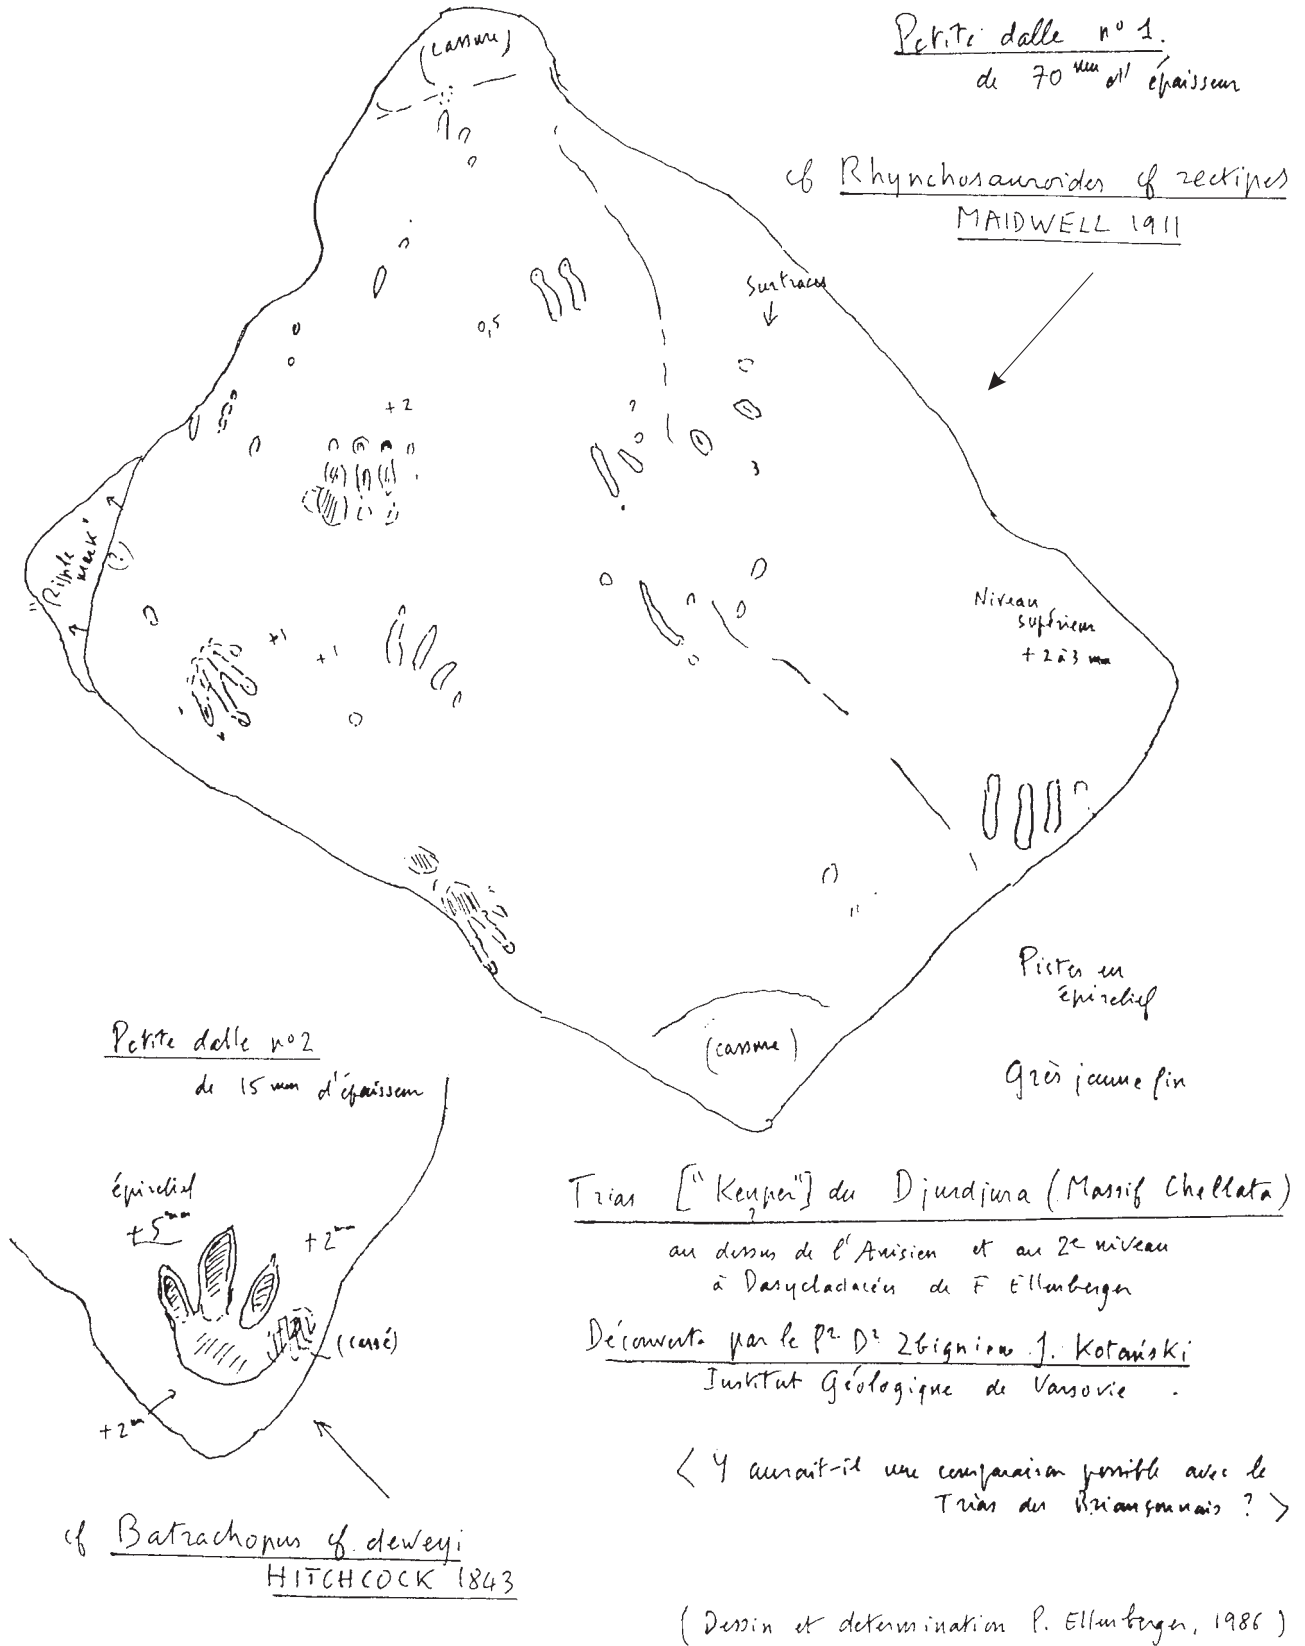 Petite dalle n° 1.
de 70 mm d'épaisseur
(cassure)
cf Rhynchosauroides cf rectipes
MAIDWELL 1911
Surtraces
0,5
+2
?
3
"Ripple
mark"
(?)
+1
+1
Niveau
supérieur
+ 2 à 3 mm
Pistes en
épirelief
(cassure)
Grès jaune fin
Petite dalle n°2
de 15 mm d'épaisseur
épirelief
+5 mm
+2 mm
(cassé)
+2 m
cf Batrachopus cf. deweyi
HITCHCOCK 1843
Trias ["Keuper"] du Djurdjura (Massif Chellata)
?
au dessus de l'Anisien et au 2e niveau
à Dasycladacées de F Ellenberger
Découverte par le Pr Dr Zbigniew J. Kotański
Institut Géologique de Varsovie .
< Y aurait-il une comparaison possible avec le
Trias du Briançonnais ? >
(Dessin et determination P. Ellenberger, 1986)